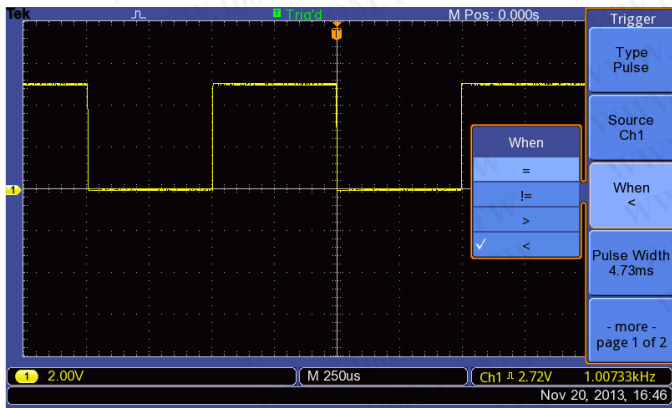 Tek
T Trig'd
M Pos: 0.000s
T
1
Trigger
Type
Pulse
Source
Ch1
When
<
Pulse Width
4.73ms
- more -
page 1 of 2
When
=
!=
>
✓ <
1 2.00V
M 250us
Ch1 2.72V 1.00733kHz
Nov 20, 2013, 16:46